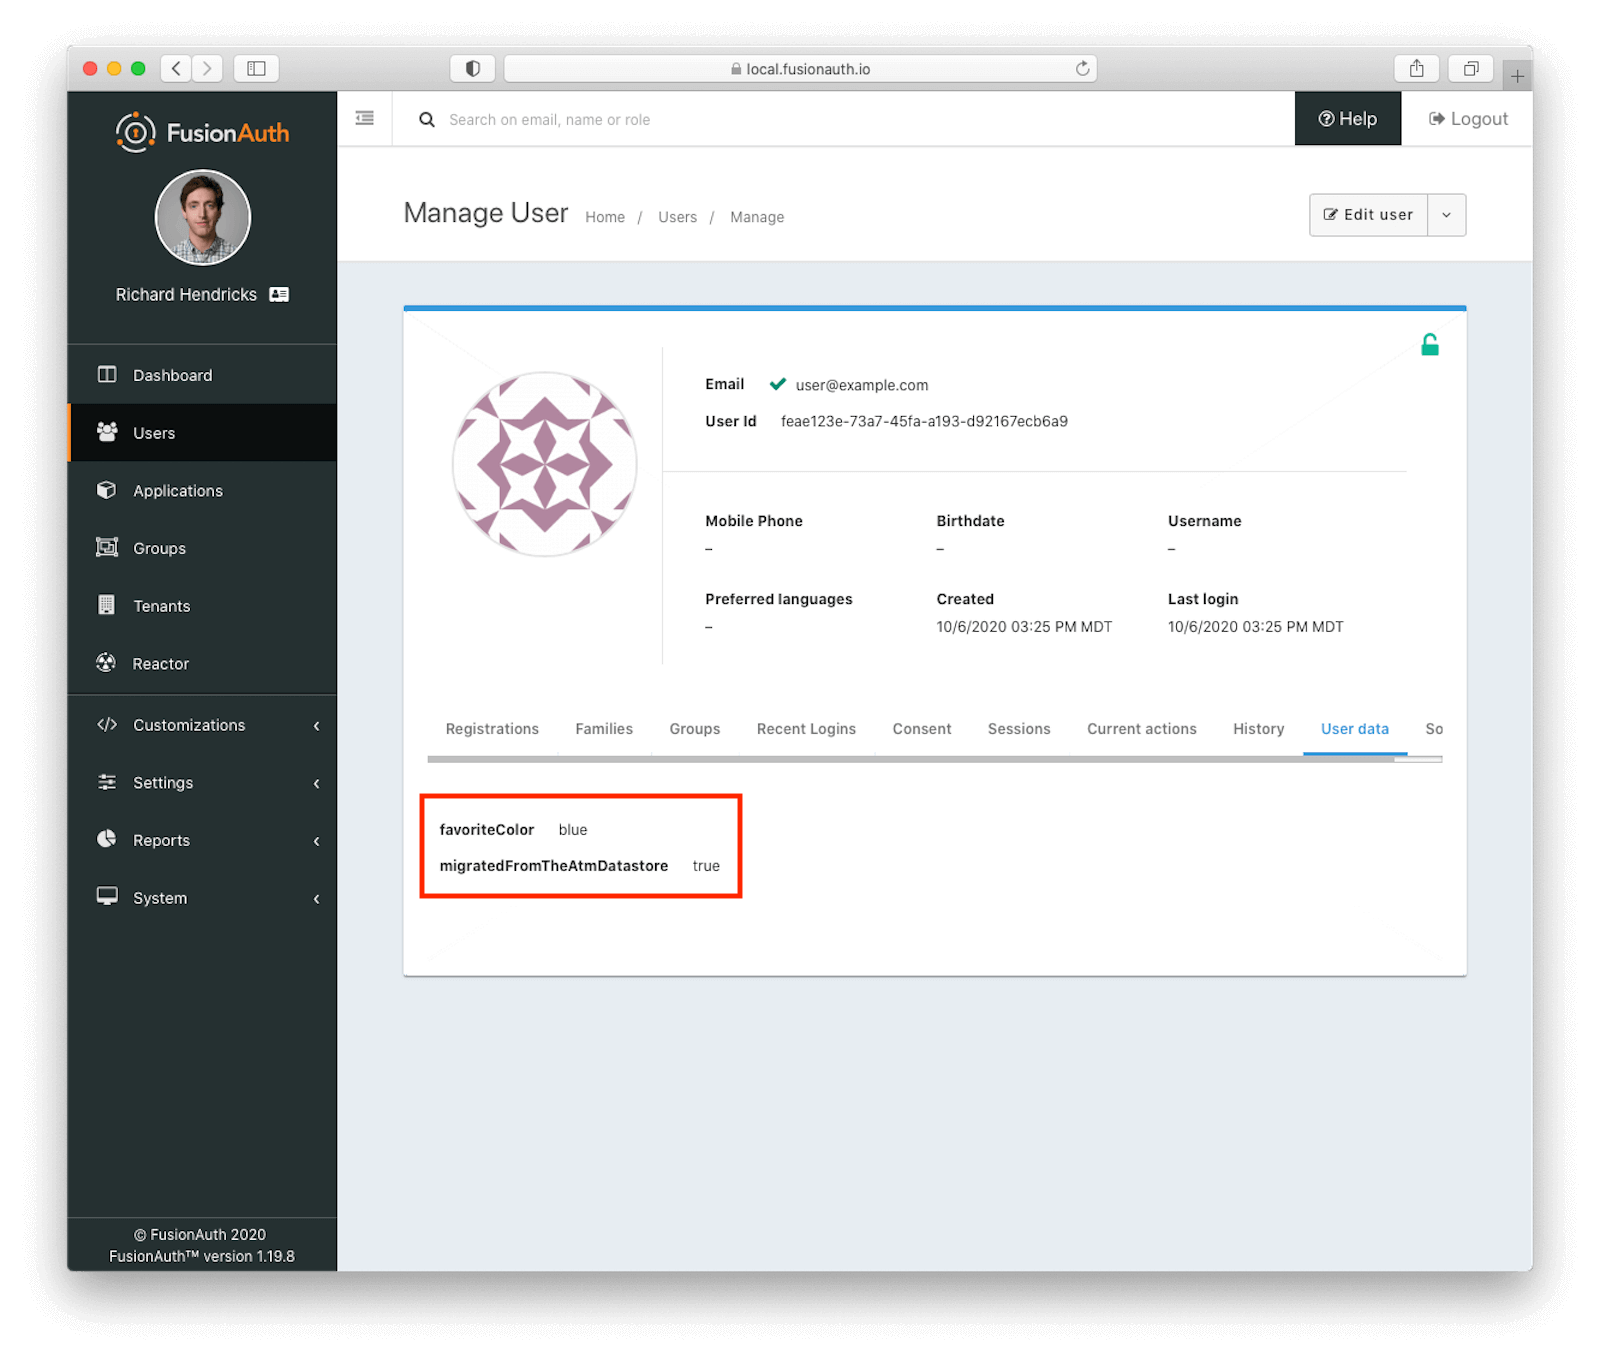 local.fusionauth.io
FusionAuth
Search on email, name or role
Help
Logout
Richard Hendricks
Manage User
Home / Users / Manage
Edit user
Dashboard
Users
Applications
Groups
Tenants
Reactor
Customizations
Settings
Reports
System
Email user@example.com
User Id feae123e-73a7-45fa-a193-d92167ecb6a9
Mobile Phone Birthdate Username
– – –
Preferred languages Created Last login
– 10/6/2020 03:25 PM MDT 10/6/2020 03:25 PM MDT
Registrations Families Groups Recent Logins Consent Sessions Current actions History User data So
favoriteColor blue
migratedFromTheAtmDatastore true
© FusionAuth 2020
FusionAuth™ version 1.19.8